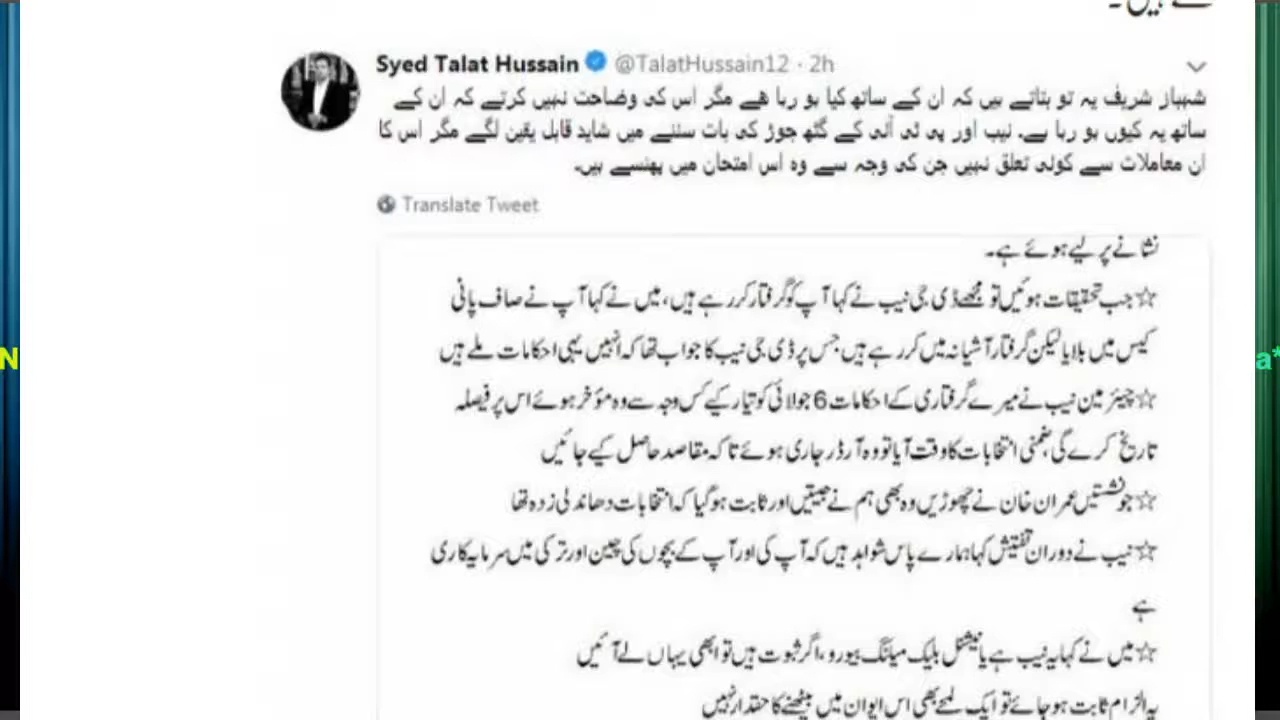 ہیں۔
Syed Talat Hussain @TalatHussain12 · 2h
شہباز شریف یہ تو بتاتے ہیں کہ ان کے ساتھ کیا ہو رہا ہے مگر اس کی وضاحت نہیں کرتے کہ ان کے
ساتھ یہ کیوں ہو رہا ہے۔ نیب اور پی ٹی آئی کے گٹھ جوڑ کی بات سننے میں شاید قابل یقین لگے مگر اس کا
ان معاملات سے کوئی تعلق نہیں جن کی وجہ سے وہ اس امتحان میں پھنسے ہیں۔
Translate Tweet
نشانے پر لیے ہوئے ہے۔
☆جب تحقیقات ہوئیں تو مجھے ڈی جی نیب نے کہا آپ کو گرفتار کر رہے ہیں، میں نے کہا آپ نے صاف پانی
کیس میں بلایا لیکن گرفتار آشیانہ میں کر رہے ہیں جس پر ڈی جی نیب کا جواب تھا کہ انہیں یہی احکامات ملے ہیں
☆چیئر مین نیب نے میرے گرفتاری کے احکامات 6 جولائی کو تیار کیے کس وجہ سے وہ مؤخر ہوئے اس پر فیصلہ
تاریخ کرے گی ضمنی انتخابات کا وقت آیا تو وہ آرڈر جاری ہوئے تاکہ مقاصد حاصل کیے جائیں
☆جو نشستیں عمران خان نے چھوڑیں وہ بھی ہم نے جیتیں اور ثابت ہو گیا کہ انتخابات دھاندلی زدہ تھا
☆نیب نے دوران تفتیش کہا ہمارے پاس شواہد ہیں کہ آپ کی اور آپ کے بچوں کی چین اور ترکی میں سرمایہ کاری
ہے
☆میں نے کہا یہ نیب ہے یا نیشنل بلیک میلنگ بیورو، اگر ثبوت ہیں تو ابھی یہاں لے آئیں
یہ الزام ثابت ہو جائے تو ایک لمحے بھی اس ایوان میں بیٹھنے کا حقدار نہیں
N
a*